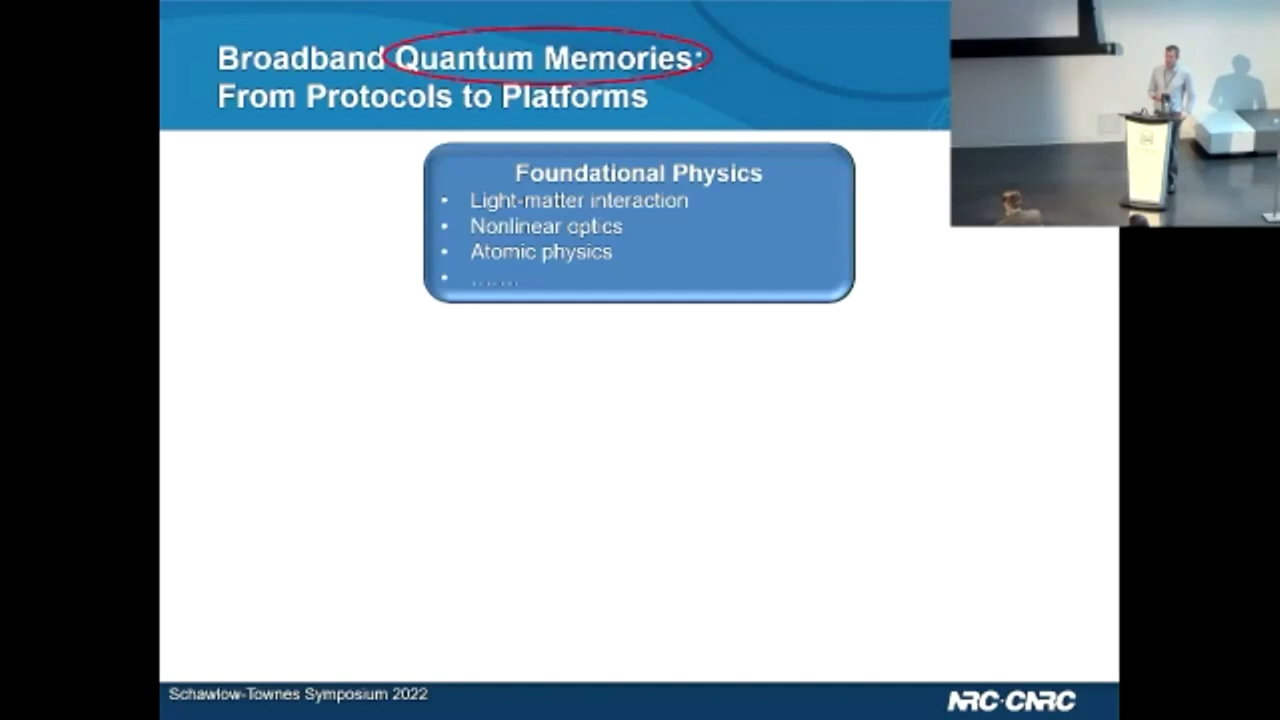 Broadband Quantum Memories:
From Protocols to Platforms
Foundational Physics
• Light-matter interaction
• Nonlinear optics
• Atomic physics
• .......
Schawlow-Townes Symposium 2022
NRC·CNRC